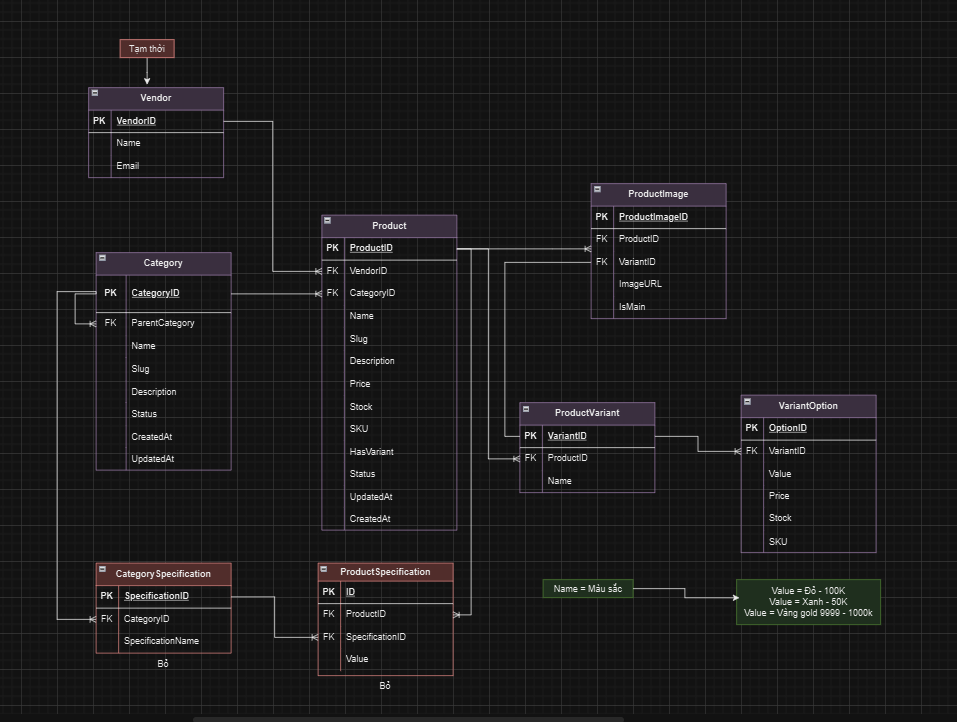 Tạm thời
Vendor
PK VendorID
Name
Email
Category
PK CategoryID
FK ParentCategory
Name
Slug
Description
Status
CreatedAt
UpdatedAt
Product
PK ProductID
FK VendorID
FK CategoryID
Name
Slug
Description
Price
Stock
SKU
HasVariant
Status
UpdatedAt
CreatedAt
ProductImage
PK ProductImageID
FK ProductID
FK VariantID
ImageURL
IsMain
ProductVariant
PK VariantID
FK ProductID
Name
VariantOption
PK OptionID
FK VariantID
Value
Price
Stock
SKU
CategorySpecification
PK SpecificationID
FK CategoryID
SpecificationName
Bỏ
ProductSpecification
PK ID
FK ProductID
FK SpecificationID
Value
Bỏ
Name = Màu sắc
Value = Đỏ - 100K
Value = Xanh - 50K
Value = Vàng gold 9999 - 1000k